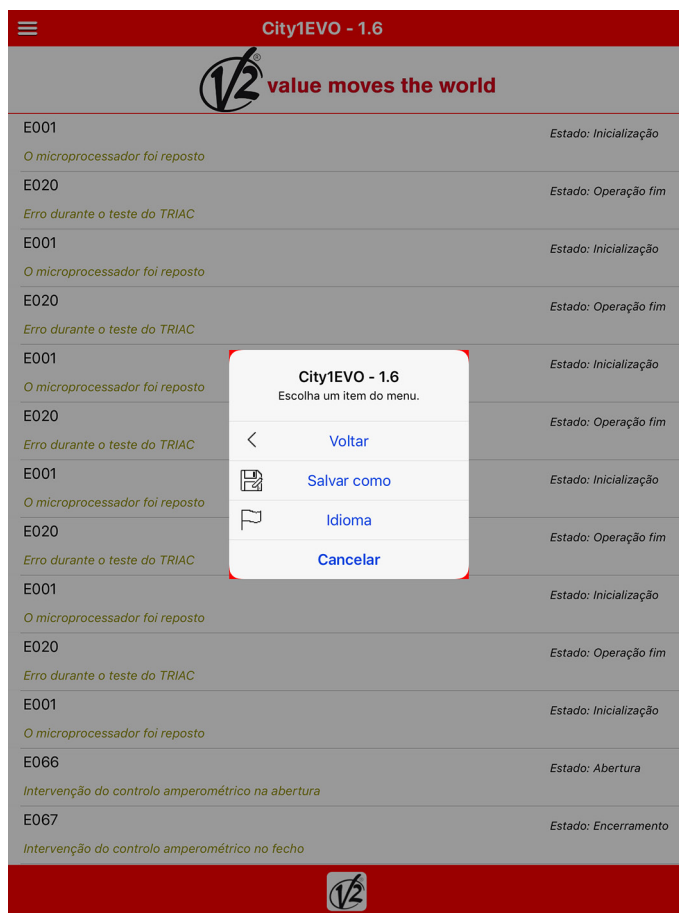 City1EVO - 1.6
V2® value moves the world
E001
Estado: Inicialização
O microprocessador foi reposto
E020
Estado: Operação fim
Erro durante o teste do TRIAC
E001
Estado: Inicialização
O microprocessador foi reposto
E020
Estado: Operação fim
Erro durante o teste do TRIAC
E001
Estado: Inicialização
O microprocessador foi reposto
E020
Estado: Operação fim
Erro durante o teste do TRIAC
E001
Estado: Inicialização
O microprocessador foi reposto
E020
Estado: Operação fim
Erro durante o teste do TRIAC
E001
Estado: Inicialização
O microprocessador foi reposto
E020
Estado: Operação fim
Erro durante o teste do TRIAC
E001
Estado: Inicialização
O microprocessador foi reposto
E066
Estado: Abertura
Intervenção do controlo amperométrico na abertura
E067
Estado: Encerramento
Intervenção do controlo amperométrico no fecho
City1EVO - 1.6
Escolha um item do menu.
Voltar
Salvar como
Idioma
Cancelar
V2